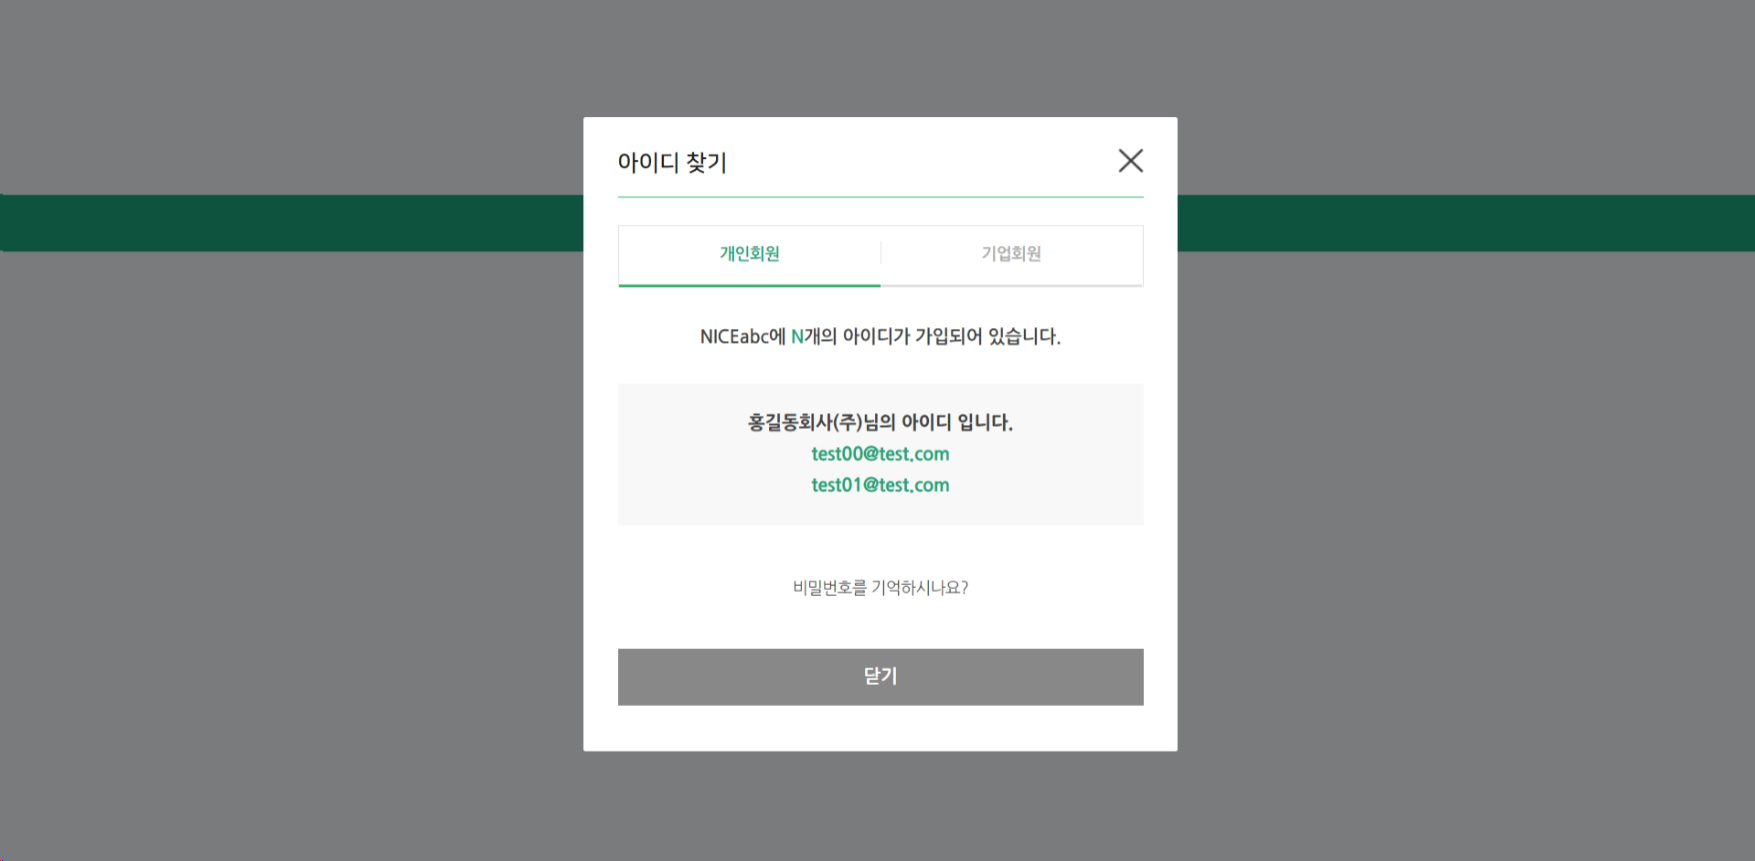 아이디 찾기
개인회원
기업회원
NICEabc에 N개의 아이디가 가입되어 있습니다.
홍길동회사(주)님의 아이디 입니다.
test00@test.com
test01@test.com
비밀번호를 기억하시나요?
닫기